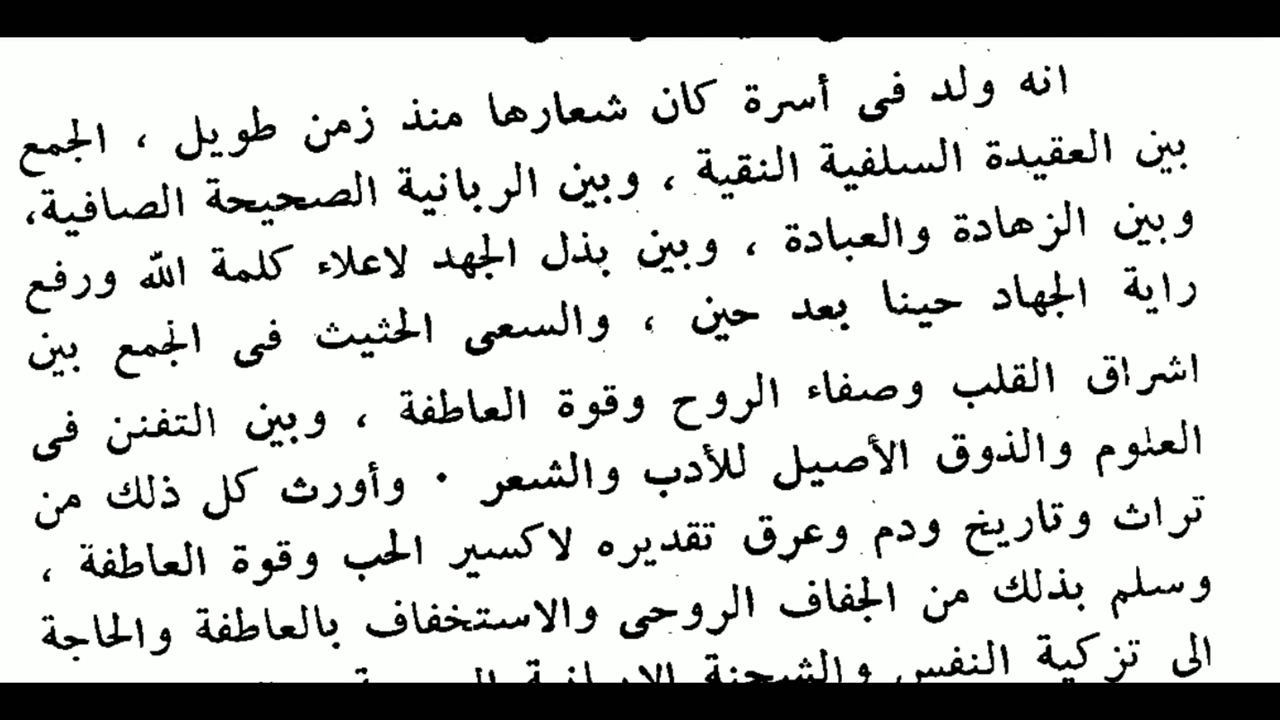 انه ولد فى أسرة كان شعارها منذ زمن طويل ، الجمع
بين العقيدة السلفية النقية ، وبين الربانية الصحيحة الصافية،
وبين الزهادة والعبادة ، وبين بذل الجهد لاعلاء كلمة الله ورفع
راية الجهاد حينا بعد حين ، والسعى الحثيث فى الجمع بين
اشراق القلب وصفاء الروح وقوة العاطفة ، وبين التفنن فى
العلوم والذوق الأصيل للأدب والشعر · وأورث كل ذلك من
تراث وتاريخ ودم وعرق تقديره لاكسير الحب وقوة العاطفة ،
وسلم بذلك من الجفاف الروحى والاستخفاف بالعاطفة والحاجة
الى تزكية النفس والشحنة